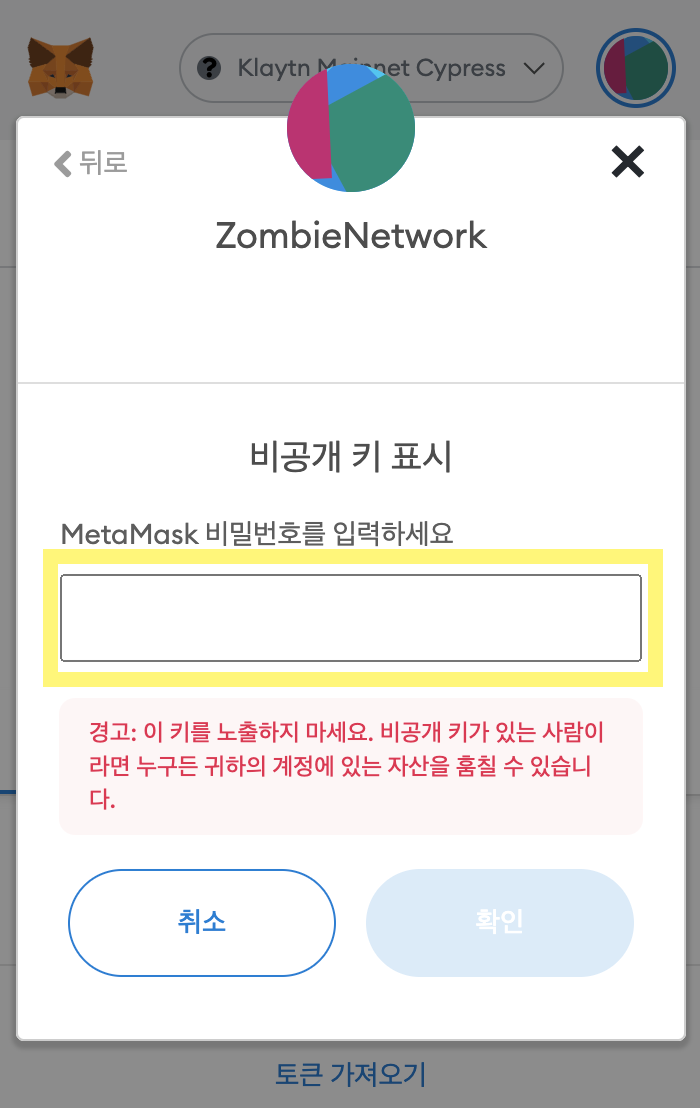 Klaytn Mainnet Cypress
뒤로
ZombieNetwork
비공개 키 표시
MetaMask 비밀번호를 입력하세요
경고: 이 키를 노출하지 마세요. 비공개 키가 있는 사람이
라면 누구든 귀하의 계정에 있는 자산을 훔칠 수 있습니
다.
취소
확인
토큰 가져오기